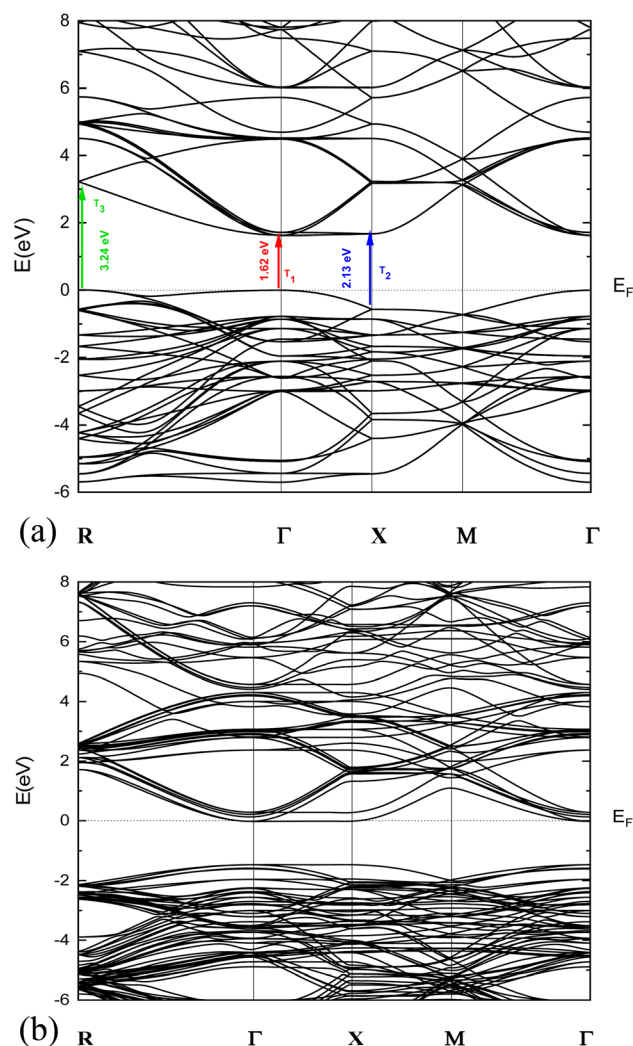 8
6
4
2
0
-2
-4
-6
E(eV)
T3
3.24 eV
1.62 eV
T1
2.13 eV
T2
EF
(a) R Γ X M Γ
8
6
4
2
0
-2
-4
-6
E(eV)
EF
(b) R Γ X M Γ